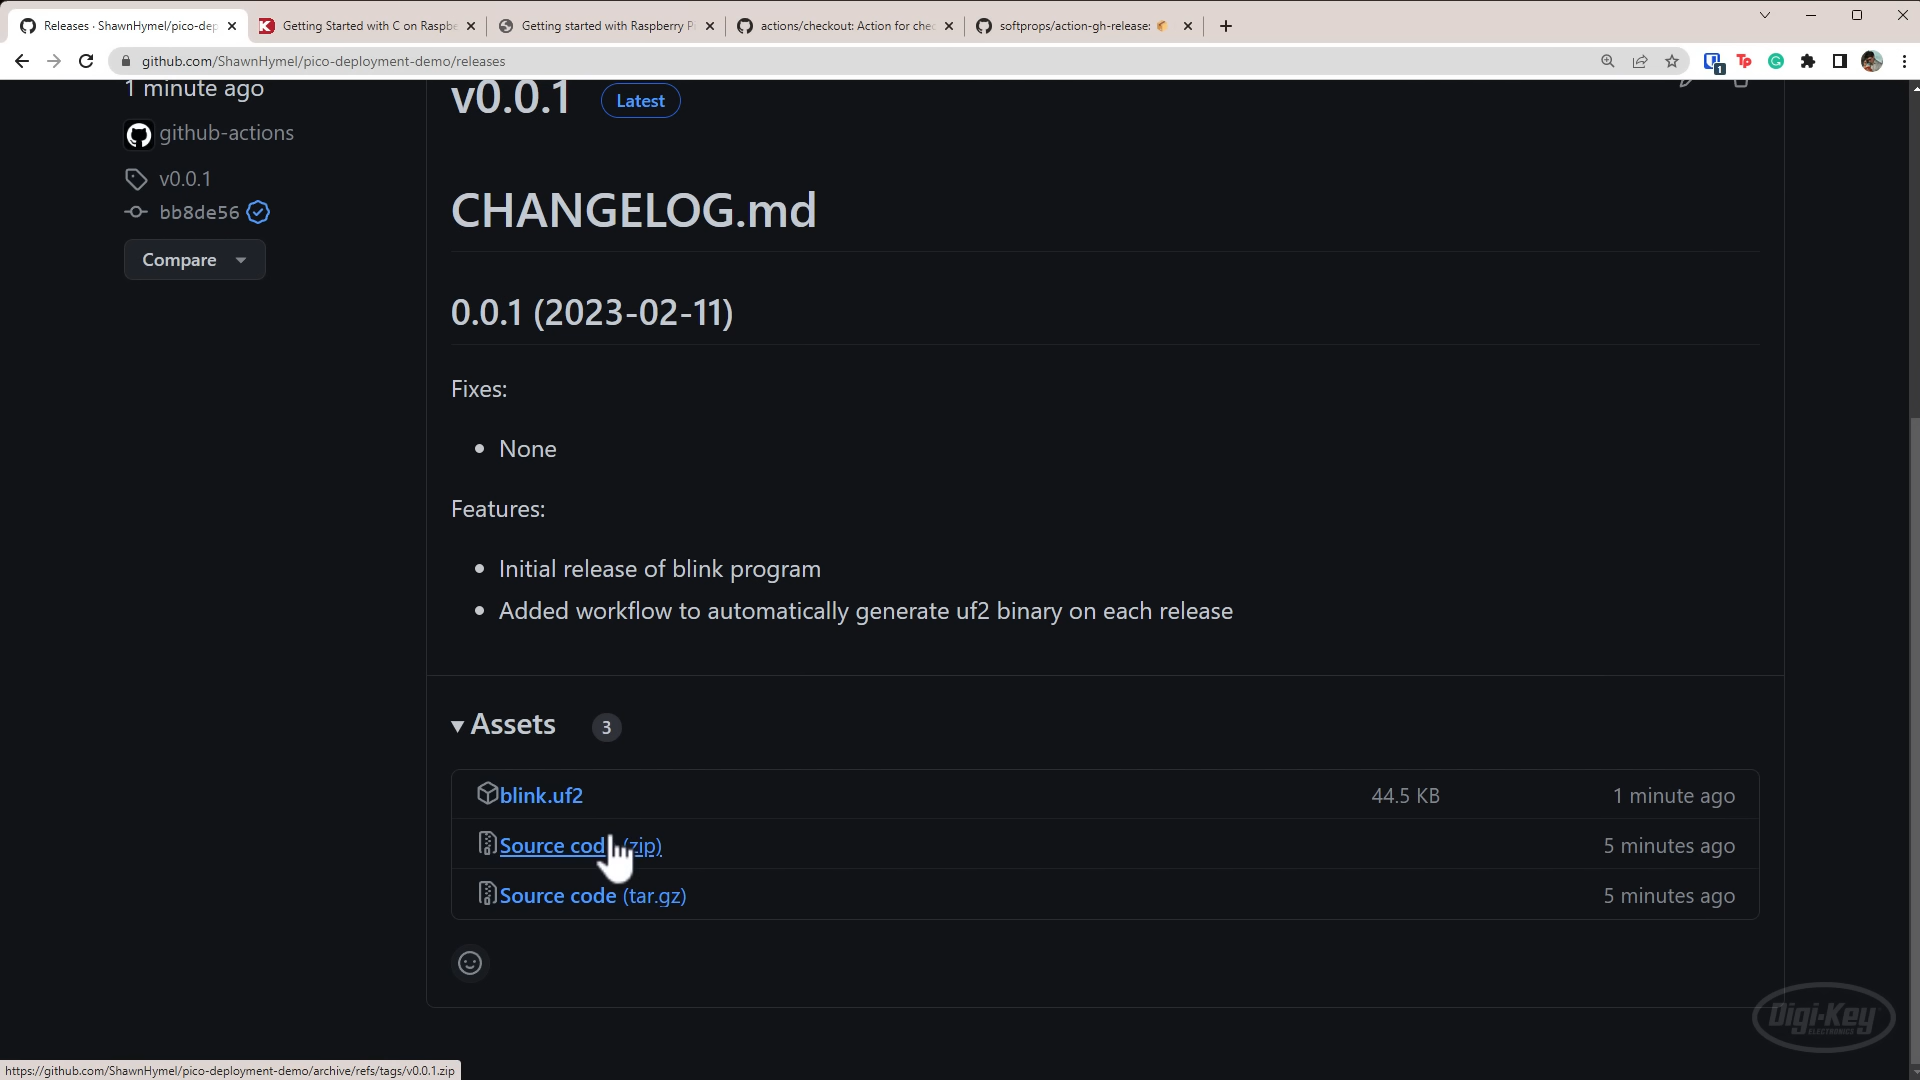 Releases · ShawnHymel/pico-dep
Getting Started with C on Raspbe
Getting started with Raspberry Pi
actions/checkout: Action for chec
softprops/action-gh-release:
github.com/ShawnHymel/pico-deployment-demo/releases
1
1 minute ago
github-actions
v0.0.1
bb8de56
Compare
v0.0.1
Latest
CHANGELOG.md
0.0.1 (2023-02-11)
Fixes:
None
Features:
Initial release of blink program
Added workflow to automatically generate uf2 binary on each release
Assets 3
blink.uf2 44.5 KB 1 minute ago
Source cod (zip) 5 minutes ago
Source code (tar.gz) 5 minutes ago
Digi-Key
ELECTRONICS
https://github.com/ShawnHymel/pico-deployment-demo/archive/refs/tags/v0.0.1.zip